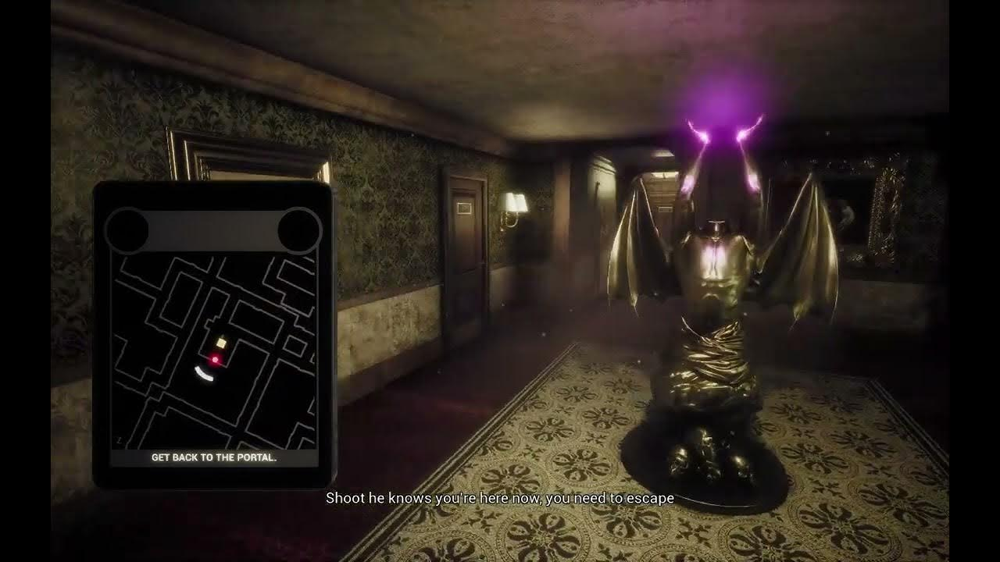 GET BACK TO THE PORTAL.
Shoot he knows you're here now, you need to escape